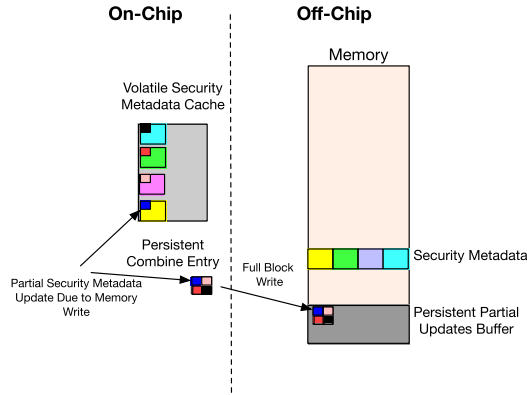 On-Chip
Off-Chip
Memory
Volatile Security
Metadata Cache
Persistent
Combine Entry
Partial Security Metadata
Update Due to Memory
Write
Full Block
Write
Security Metadata
Persistent Partial
Updates Buffer